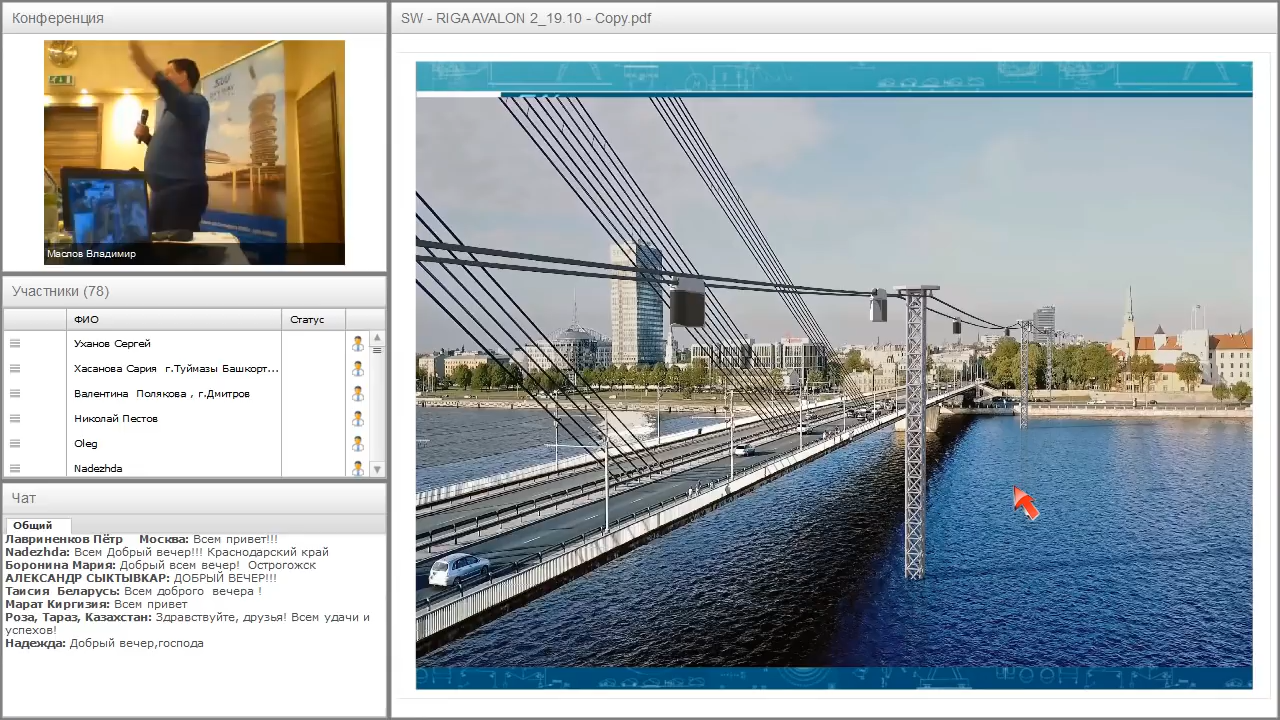 Конференция
SW - RIGAAVALON 2_19.10 - Copy.pdf
SW
Маслов Владимир
Участники (78)
ФИО
Статус
Уханов Сергей
Хасанова Сария г.Туймазы Башкорт...
Валентина Полякова , г.Дмитров
Николай Пестов
Oleg
Nadezhda
Чат
Общий
Лавриненков Пётр Москва: Всем привет!!!
Nadezhda: Всем Добрый вечер!!! Краснодарский край
Боронина Мария: Добрый всем вечер! Острогожск
АЛЕКСАНДР СЫКТЫВКАР: ДОБРЫЙ ВЕЧЕР!!!
Таисия Беларусь: Всем доброго вечера !
Марат Киргизия: Всем привет
Роза, Тараз, Казахстан: Здравствуйте, друзья! Всем удачи и
успехов!
Надежда: Добрый вечер,господа